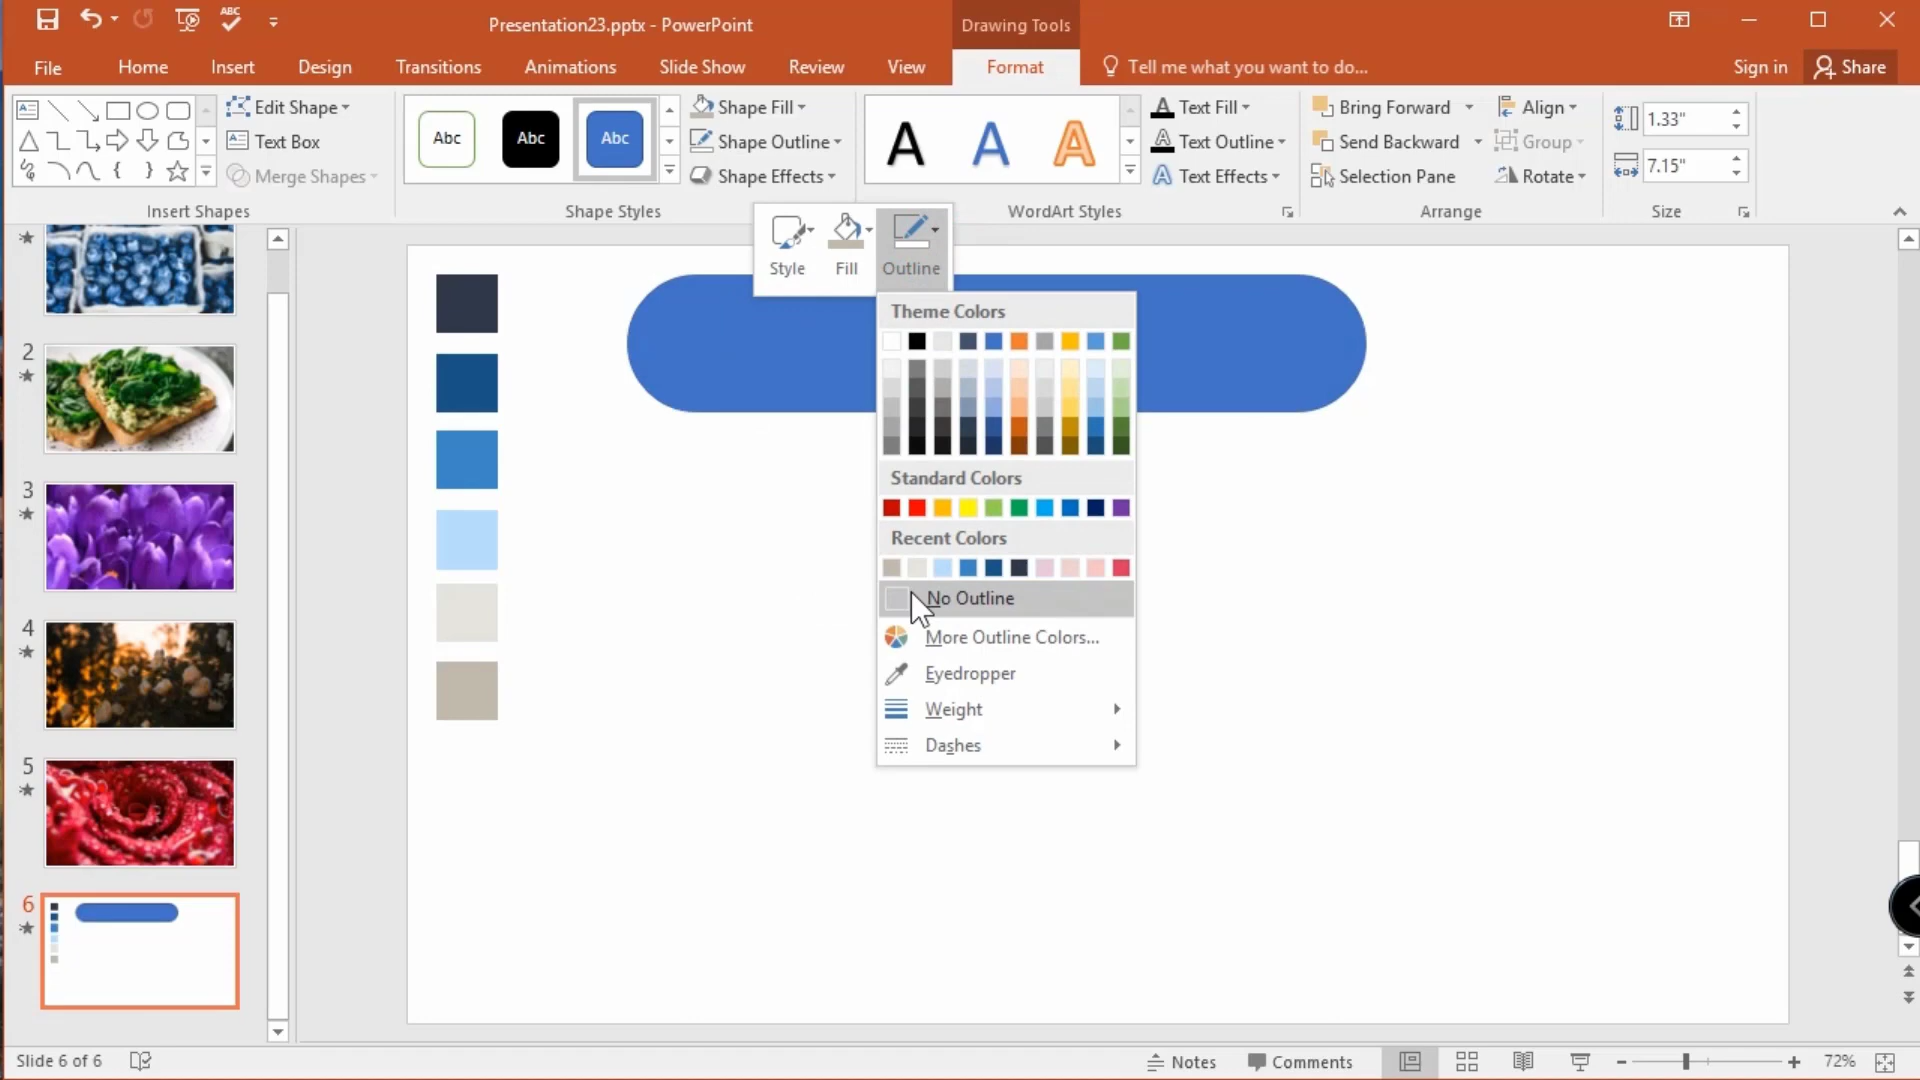 ABC
Presentation23.pptx - PowerPoint
Drawing Tools
File Home Insert Design Transitions Animations Slide Show Review View Format Tell me what you want to do... Sign in Share
Edit Shape
Text Box
Merge Shapes
Insert Shapes
Abc Abc Abc
Shape Fill
Shape Outline
Shape Effects
Shape Styles
A A A
Text Fill
Text Outline
Text Effects
WordArt Styles
Bring Forward
Send Backward
Selection Pane
Align
Group
Rotate
Arrange
1.33"
7.15"
Size
Style Fill Outline
Theme Colors
Standard Colors
Recent Colors
No Outline
More Outline Colors...
Eyedropper
Weight
Dashes
2
3
4
5
6
Slide 6 of 6
Notes Comments 72%